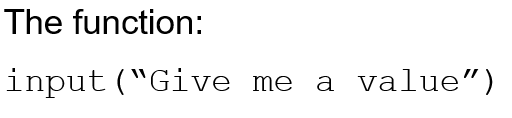 The function:
input(“Give me a value”)